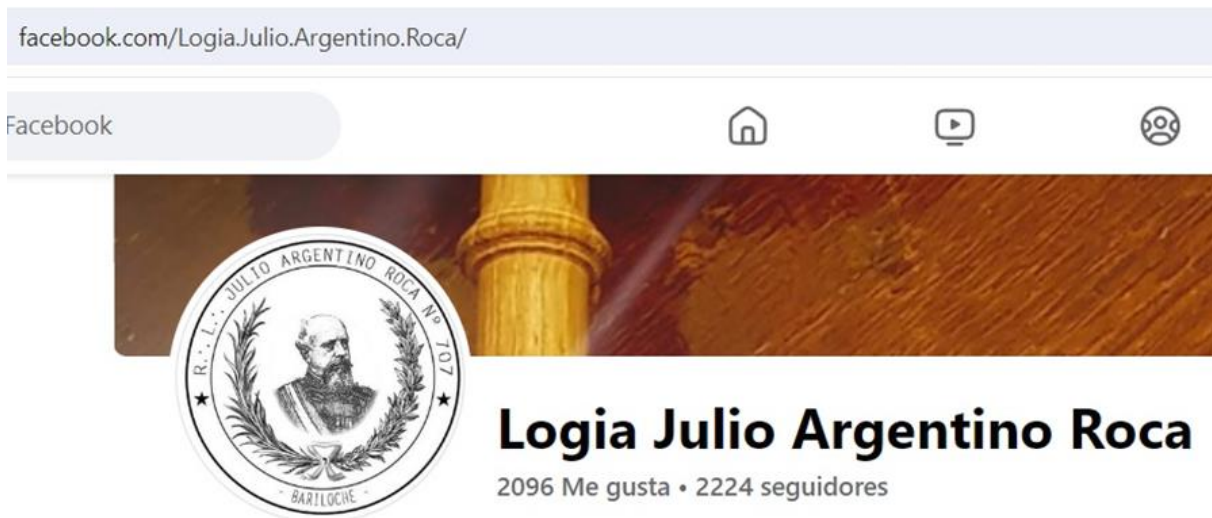 facebook.com/Logia.Julio.Argentino.Roca/
Facebook
R.·. L.·. JULIO ARGENTINO ROCA Nº 707
- BARILOCHE -
Logia Julio Argentino Roca
2096 Me gusta • 2224 seguidores